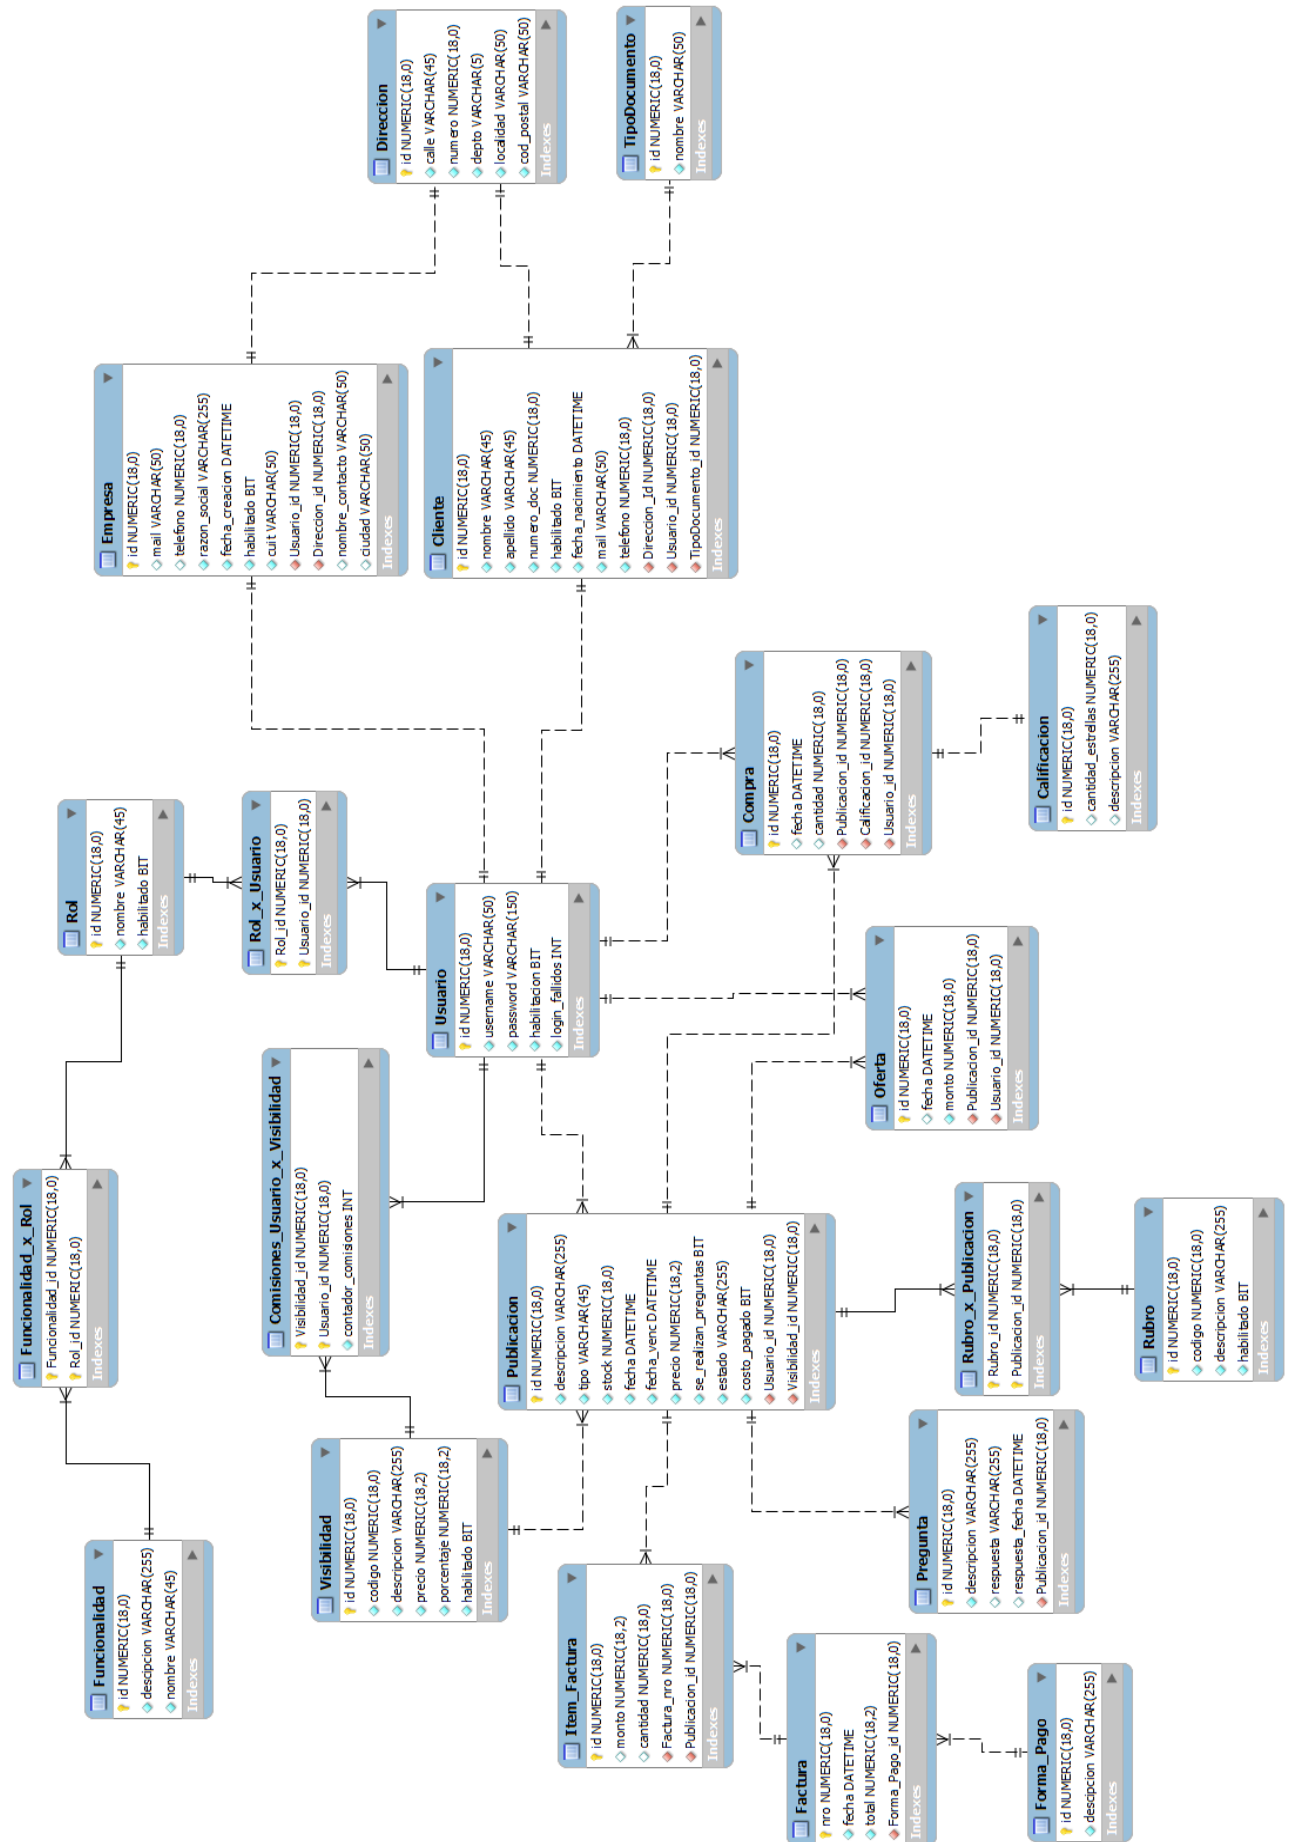 Funcionalidad
id NUMERIC(18,0)
descipcion VARCHAR(255)
nombre VARCHAR(45)
Indexes
Funcionalidad_x_Rol
Funcionalidad_id NUMERIC(18,0)
Rol_id NUMERIC(18,0)
Indexes
Rol
id NUMERIC(18,0)
nombre VARCHAR(45)
habilitado BIT
Indexes
Rol_x_Usuario
Rol_id NUMERIC(18,0)
Usuario_id NUMERIC(18,0)
Indexes
Empresa
id NUMERIC(18,0)
mail VARCHAR(50)
telefono NUMERIC(18,0)
razon_social VARCHAR(255)
fecha_creacion DATETIME
habilitado BIT
cuit VARCHAR(50)
Usuario_id NUMERIC(18,0)
Direccion_id NUMERIC(18,0)
nombre_contacto VARCHAR(50)
ciudad VARCHAR(50)
Indexes
Direccion
id NUMERIC(18,0)
calle VARCHAR(45)
numero NUMERIC(18,0)
depto VARCHAR(5)
localidad VARCHAR(50)
cod_postal VARCHAR(50)
Indexes
Visibilidad
id NUMERIC(18,0)
codigo NUMERIC(18,0)
descripcion VARCHAR(255)
precio NUMERIC(18,2)
porcentaje NUMERIC(18,2)
habilitado BIT
Indexes
Comisiones_Usuario_x_Visibilidad
Visibilidad_id NUMERIC(18,0)
Usuario_id NUMERIC(18,0)
contador_comisiones INT
Indexes
Usuario
id NUMERIC(18,0)
username VARCHAR(50)
password VARCHAR(150)
habilitacion BIT
login_fallidos INT
Indexes
Cliente
id NUMERIC(18,0)
nombre VARCHAR(45)
apellido VARCHAR(45)
numero_doc NUMERIC(18,0)
habilitado BIT
fecha_nacimiento DATETIME
mail VARCHAR(50)
telefono NUMERIC(18,0)
Direccion_Id NUMERIC(18,0)
Usuario_id NUMERIC(18,0)
TipoDocumento_id NUMERIC(18,0)
Indexes
TipoDocumento
id NUMERIC(18,0)
nombre VARCHAR(50)
Indexes
Item_Factura
id NUMERIC(18,0)
monto NUMERIC(18,2)
cantidad NUMERIC(18,0)
Factura_nro NUMERIC(18,0)
Publicacion_id NUMERIC(18,0)
Indexes
Publicacion
id NUMERIC(18,0)
descripcion VARCHAR(255)
tipo VARCHAR(45)
stock NUMERIC(18,0)
fecha DATETIME
fecha_venc DATETIME
precio NUMERIC(18,2)
se_realizan_preguntas BIT
estado VARCHAR(255)
costo_pagado BIT
Usuario_id NUMERIC(18,0)
Visibilidad_id NUMERIC(18,0)
Indexes
Compra
id NUMERIC(18,0)
fecha DATETIME
cantidad NUMERIC(18,0)
Publicacion_id NUMERIC(18,0)
Calificacion_id NUMERIC(18,0)
Usuario_id NUMERIC(18,0)
Indexes
Factura
nro NUMERIC(18,0)
fecha DATETIME
total NUMERIC(18,2)
Forma_Pago_id NUMERIC(18,0)
Indexes
Pregunta
id NUMERIC(18,0)
descripcion VARCHAR(255)
respuesta VARCHAR(255)
respuesta_fecha DATETIME
Publicacion_id NUMERIC(18,0)
Indexes
Rubro_x_Publicacion
Rubro_id NUMERIC(18,0)
Publicacion_id NUMERIC(18,0)
Indexes
Oferta
id NUMERIC(18,0)
fecha DATETIME
monto NUMERIC(18,0)
Publicacion_id NUMERIC(18,0)
Usuario_id NUMERIC(18,0)
Indexes
Calificacion
id NUMERIC(18,0)
cantidad_estrellas NUMERIC(18,0)
descripcion VARCHAR(255)
Indexes
Forma_Pago
id NUMERIC(18,0)
descipcion VARCHAR(255)
Indexes
Rubro
id NUMERIC(18,0)
codigo NUMERIC(18,0)
descripcion VARCHAR(255)
habilitado BIT
Indexes